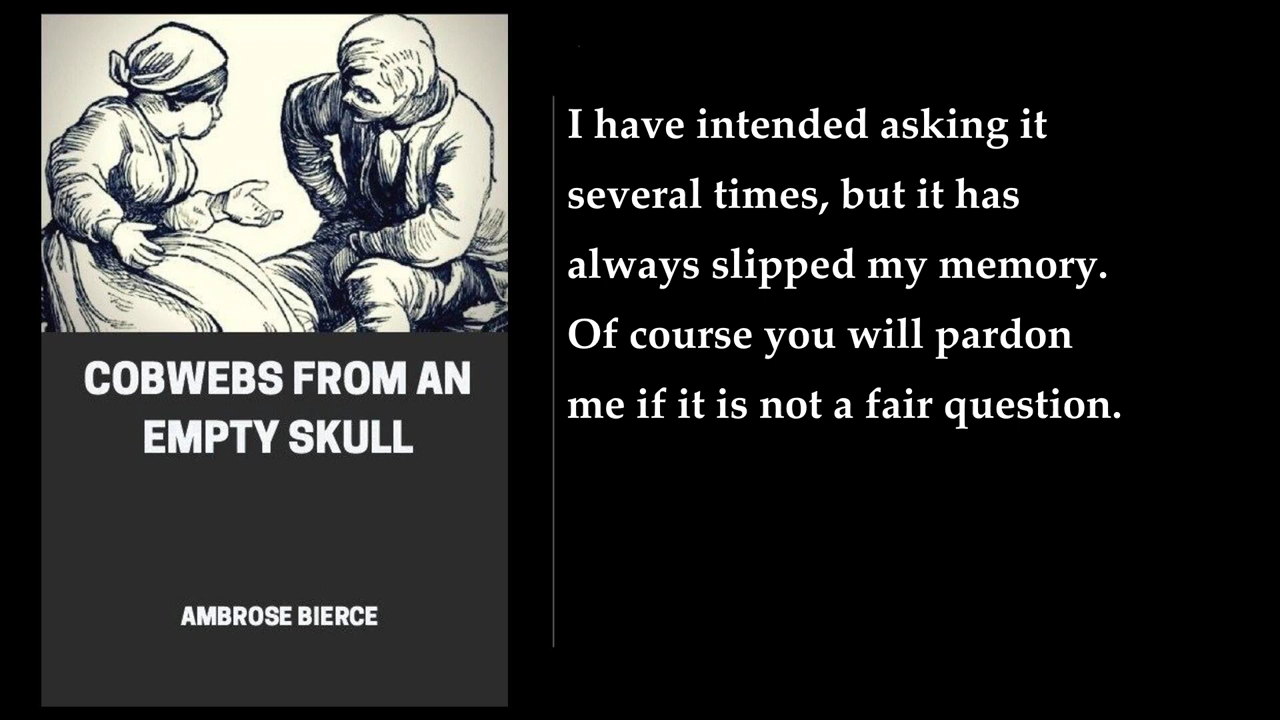 COBWEBS FROM AN
EMPTY SKULL
AMBROSE BIERCE
I have intended asking it
several times, but it has
always slipped my memory.
Of course you will pardon
me if it is not a fair question.